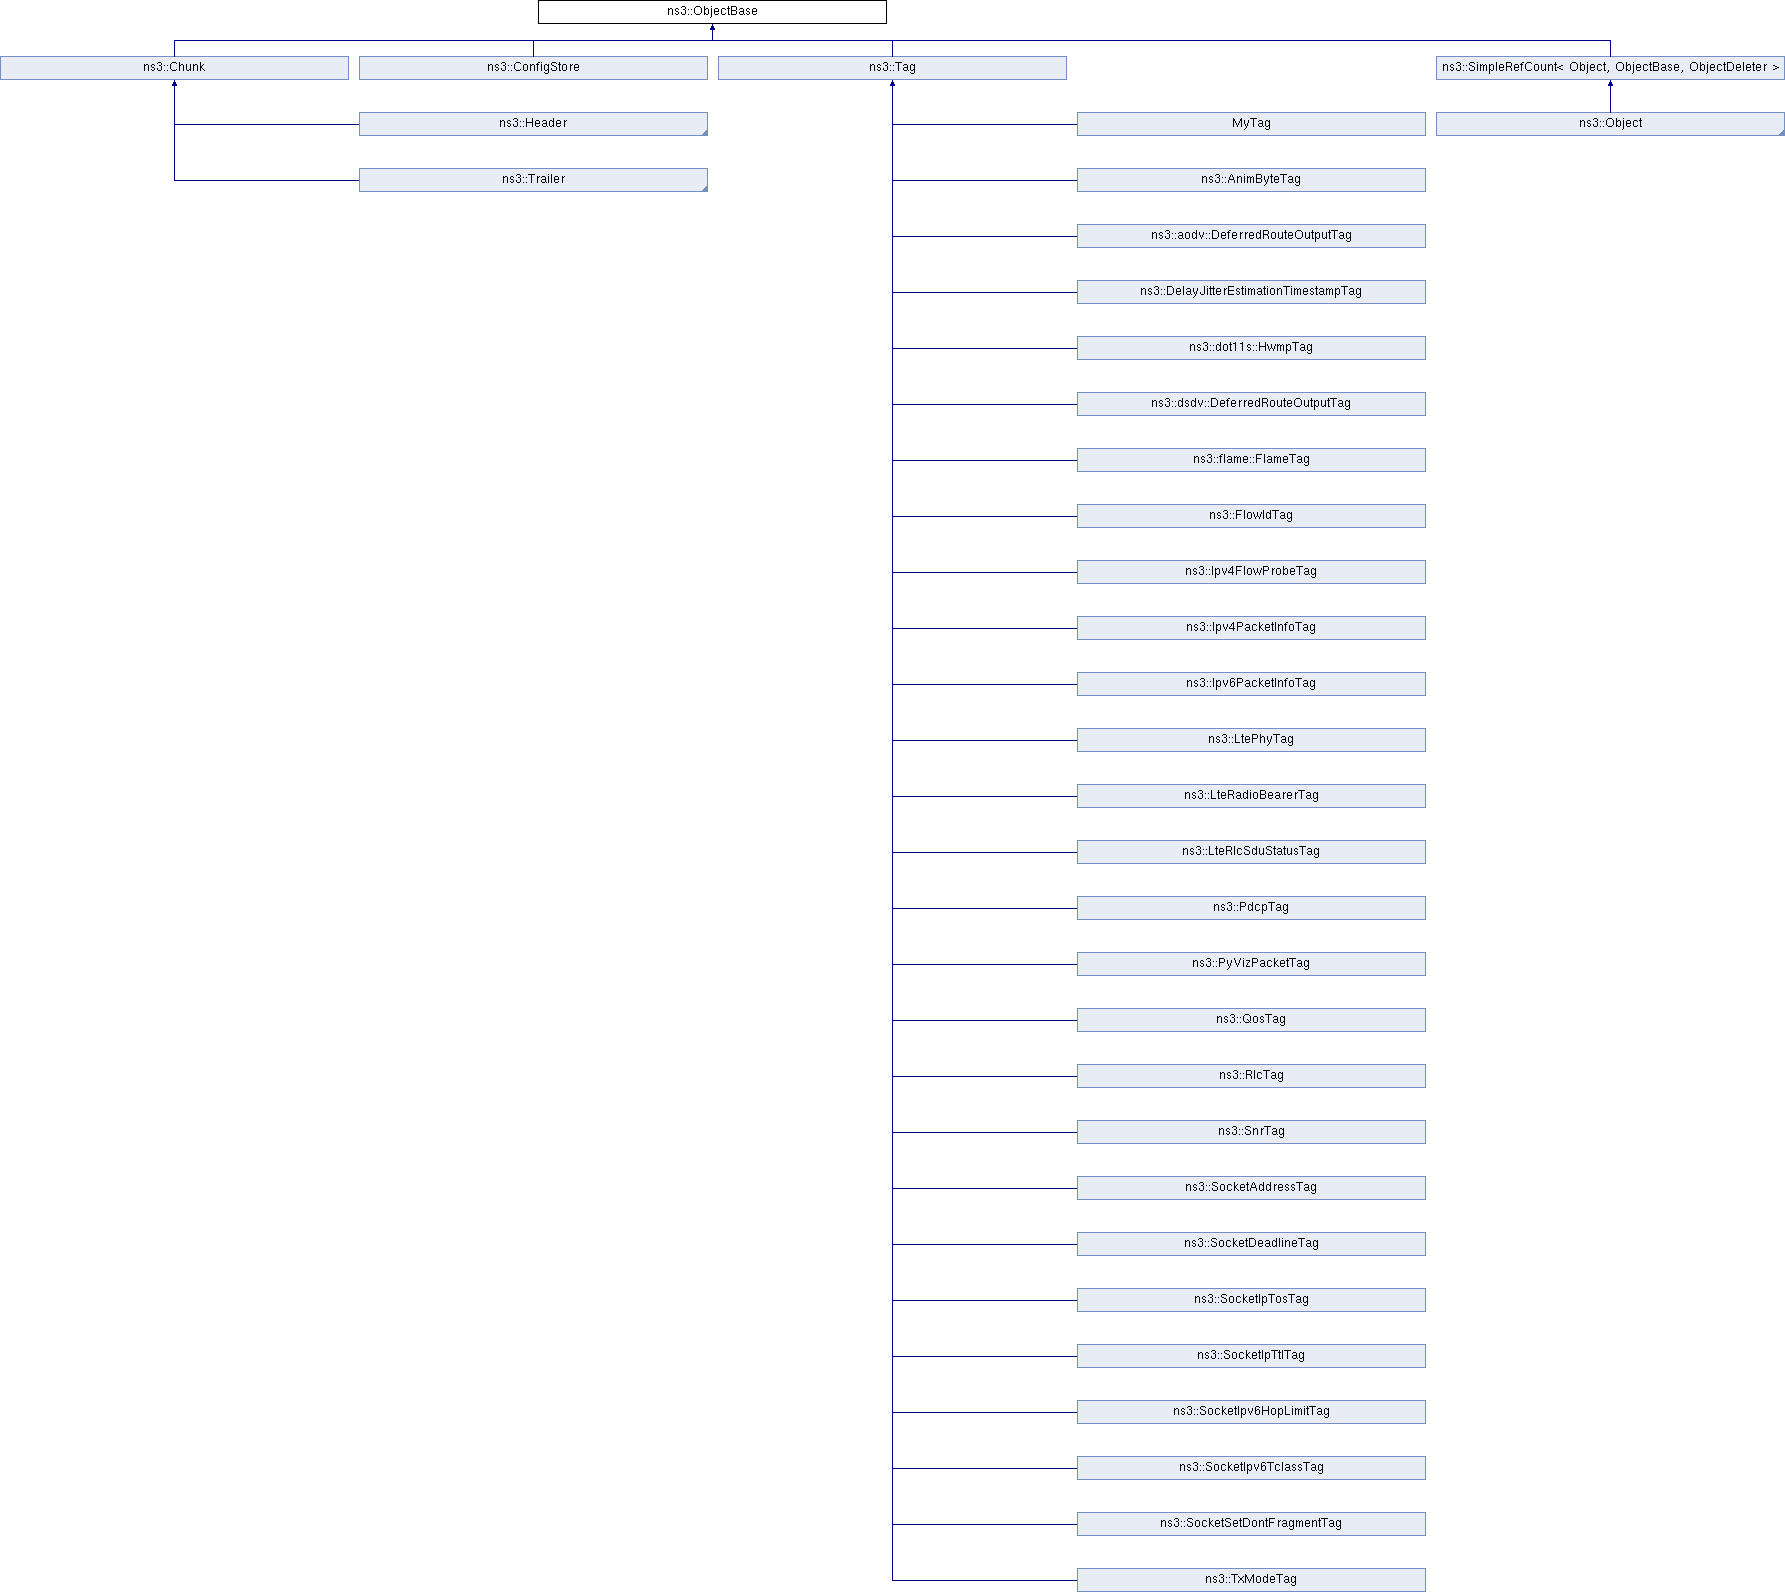 ns3::ObjectBase
ns3::Chunk
ns3::ConfigStore
ns3::Tag
ns3::SimpleRefCount< Object, ObjectBase, ObjectDeleter >
ns3::Header
MyTag
ns3::Object
ns3::Trailer
ns3::AnimByteTag
ns3::aodv::DeferredRouteOutputTag
ns3::DelayJitterEstimationTimestampTag
ns3::dot11s::HwmpTag
ns3::dsdv::DeferredRouteOutputTag
ns3::flame::FlameTag
ns3::FlowIdTag
ns3::Ipv4FlowProbeTag
ns3::Ipv4PacketInfoTag
ns3::Ipv6PacketInfoTag
ns3::LtePhyTag
ns3::LteRadioBearerTag
ns3::LteRlcSduStatusTag
ns3::PdcpTag
ns3::PyVizPacketTag
ns3::QosTag
ns3::RlcTag
ns3::SnrTag
ns3::SocketAddressTag
ns3::SocketDeadlineTag
ns3::SocketIpTosTag
ns3::SocketIpTtlTag
ns3::SocketIpv6HopLimitTag
ns3::SocketIpv6TclassTag
ns3::SocketSetDontFragmentTag
ns3::TxModeTag